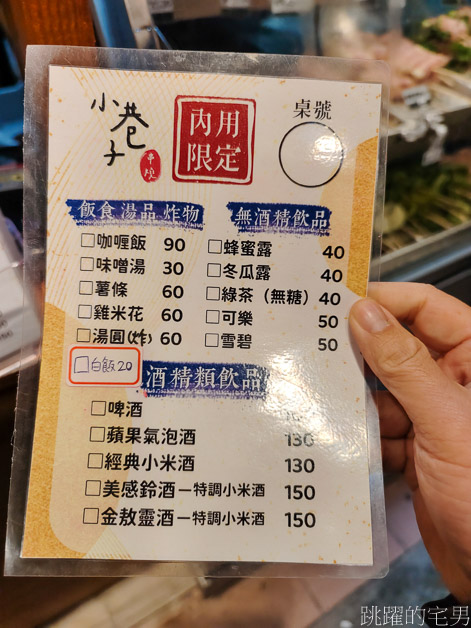 小巷子
串燒
內用
限定
桌號
飯食 湯品 炸物
□咖喱飯 90
□味噌湯 30
□薯條 60
□雞米花 60
□湯圓(炸) 60
□白飯20
無酒精飲品
□蜂蜜露 40
□冬瓜露 40
□綠茶（無糖） 40
□可樂 50
□雪碧 50
酒精類飲品
□啤酒
□蘋果氣泡酒 130
□經典小米酒 130
□美感鈴酒－特調小米酒 150
□金敖靈酒－特調小米酒 150
跳躍的宅男